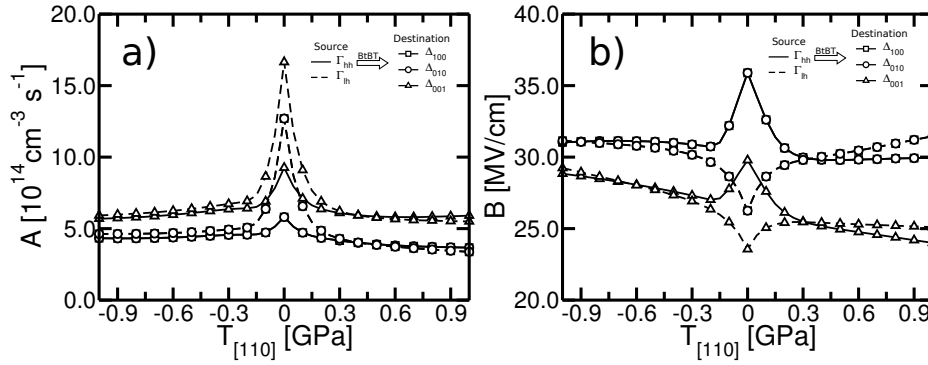 a)
Source
Destination
Γhh
BtBT
Γlh
Δ100
Δ010
Δ001
20.0
15.0
10.0
5.0
0.0
A [10^14 cm^-3 s^-1]
-0.9 -0.6 -0.3 0 0.3 0.6 0.9
T[110] [GPa]
b)
Source
Destination
Γhh
BtBT
Γlh
Δ100
Δ010
Δ001
40.0
35.0
30.0
25.0
20.0
B [MV/cm]
-0.9 -0.6 -0.3 0 0.3 0.6 0.9
T[110] [GPa]